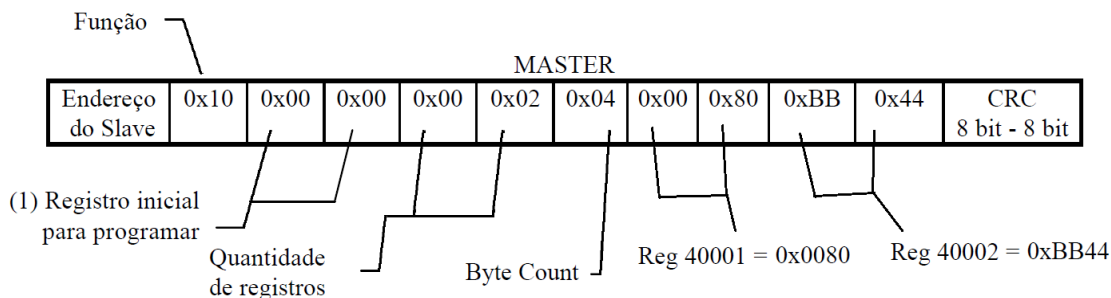 Função
MASTER
Endereço do Slave 0x10 0x00 0x00 0x00 0x02 0x04 0x00 0x80 0xBB 0x44 CRC 8 bit - 8 bit
(1) Registro inicial
para programar
Quantidade
de registros
Byte Count
Reg 40001 = 0x0080
Reg 40002 = 0xBB44